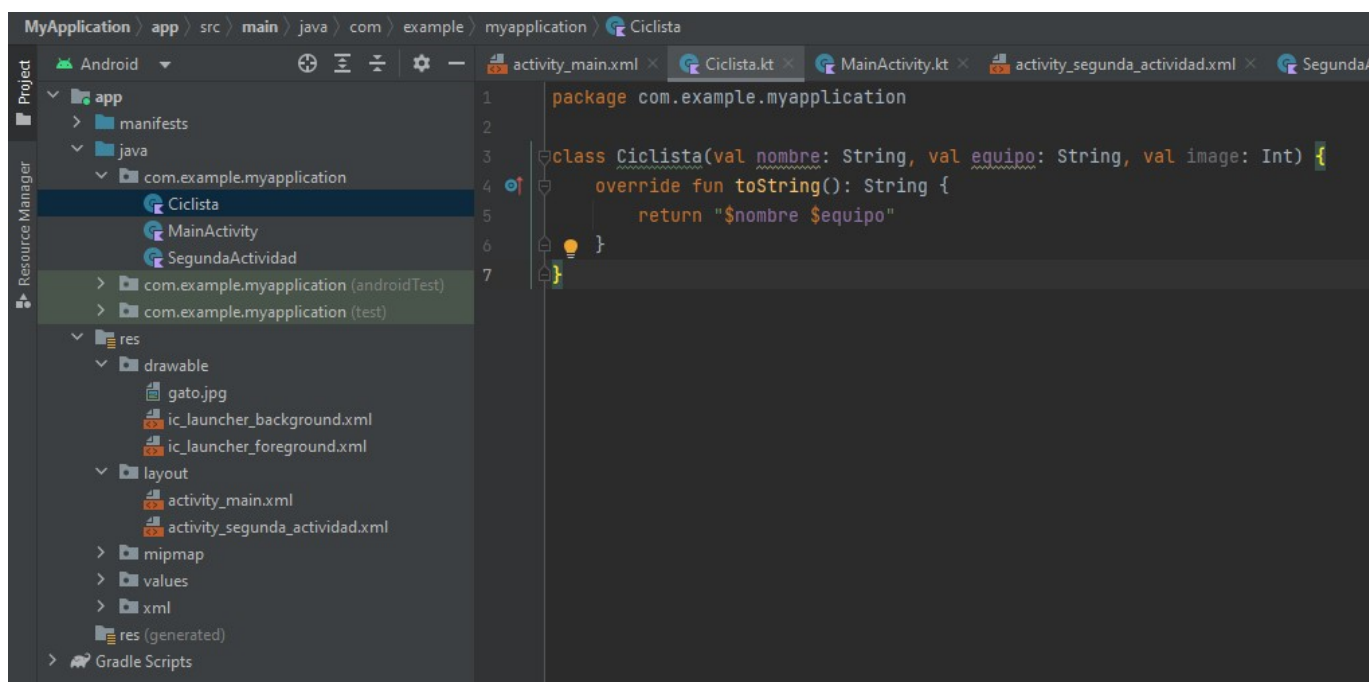 MyApplication app src main java com example myapplication Ciclista
Project
Resource Manager
Android
app
manifests
java
com.example.myapplication
Ciclista
MainActivity
SegundaActividad
com.example.myapplication (androidTest)
com.example.myapplication (test)
res
drawable
gato.jpg
ic_launcher_background.xml
ic_launcher_foreground.xml
layout
activity_main.xml
activity_segunda_actividad.xml
mipmap
values
xml
res (generated)
Gradle Scripts
activity_main.xml Ciclista.kt MainActivity.kt activity_segunda_actividad.xml
1 package com.example.myapplication
2
3 class Ciclista(val nombre: String, val equipo: String, val image: Int) {
4 override fun toString(): String {
5 return "$nombre $equipo"
6 }
7 }